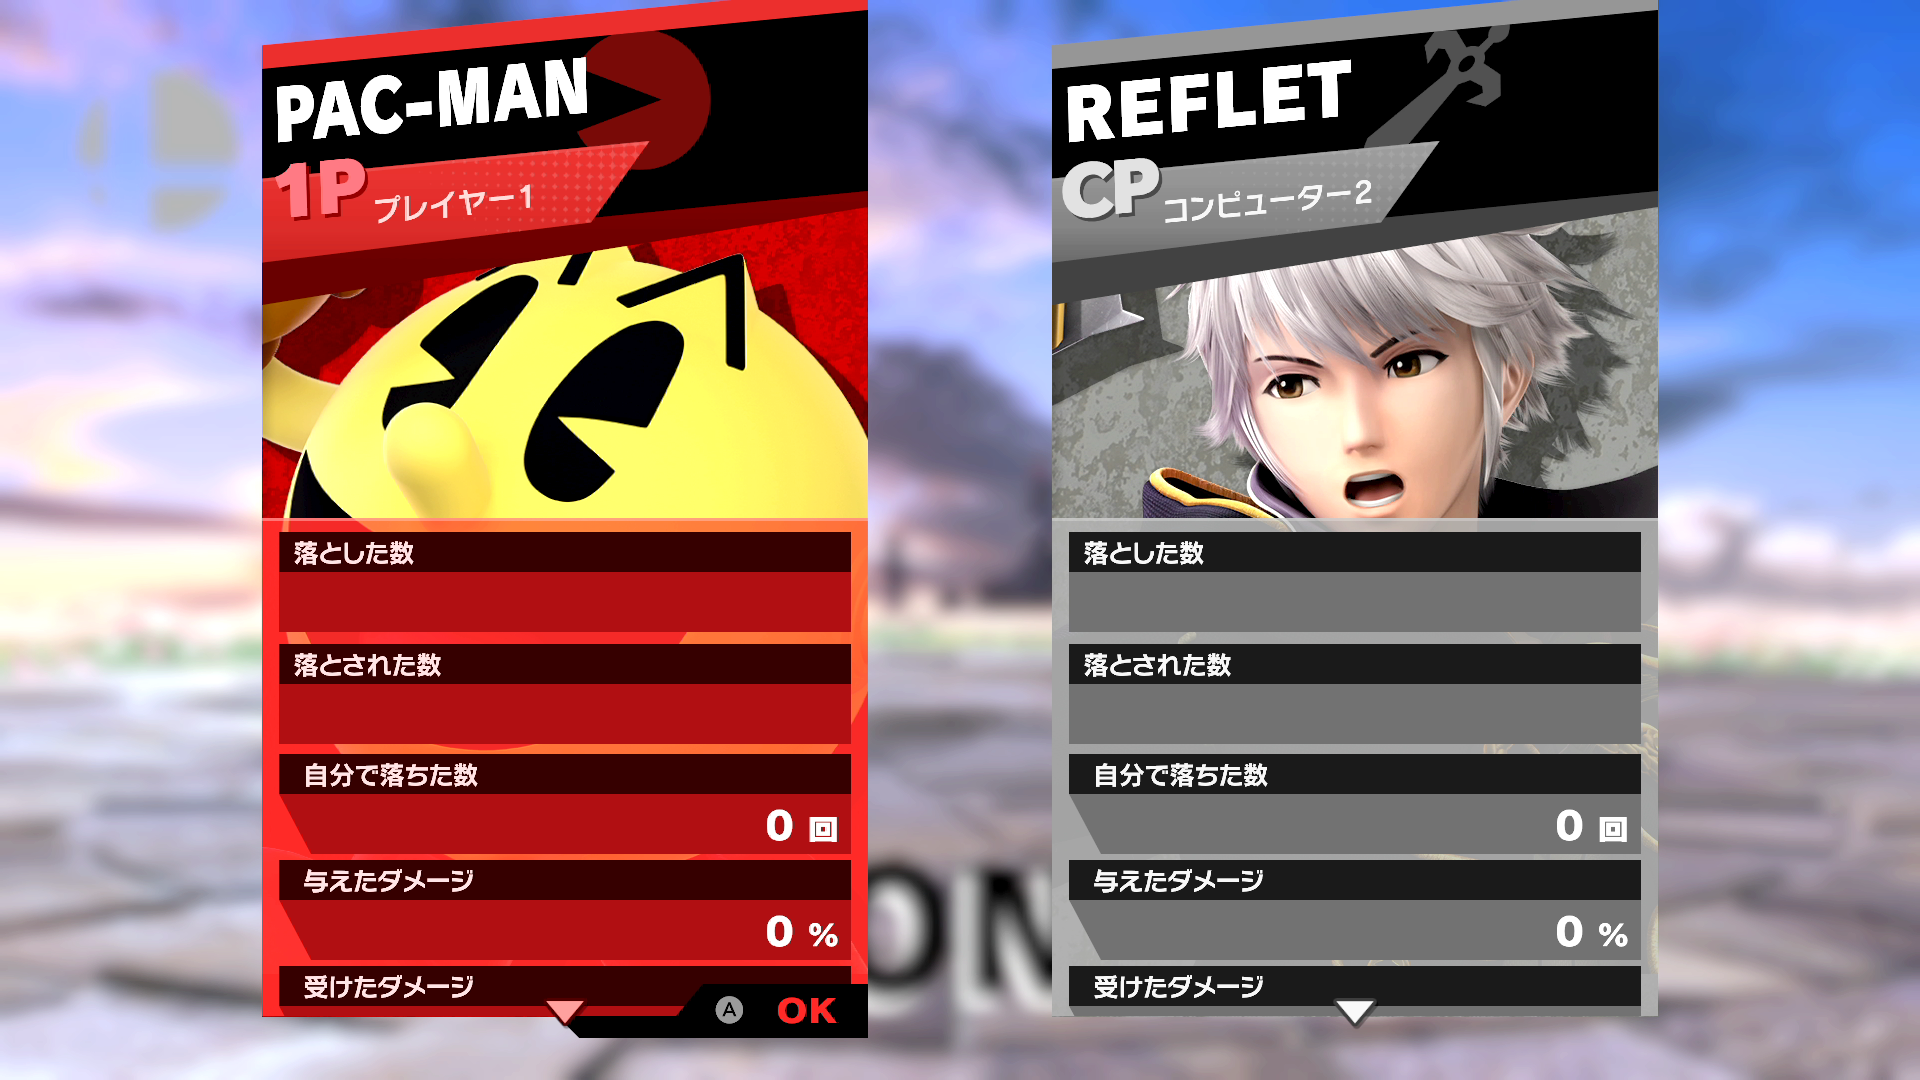 PAC-MAN
1P プレイヤー1
落とした数
落とされた数
自分で落ちた数
0 回
与えたダメージ
0 %
受けたダメージ
A OK
REFLET
CP コンピューター2
落とした数
落とされた数
自分で落ちた数
0 回
与えたダメージ
0 %
受けたダメージ
ON